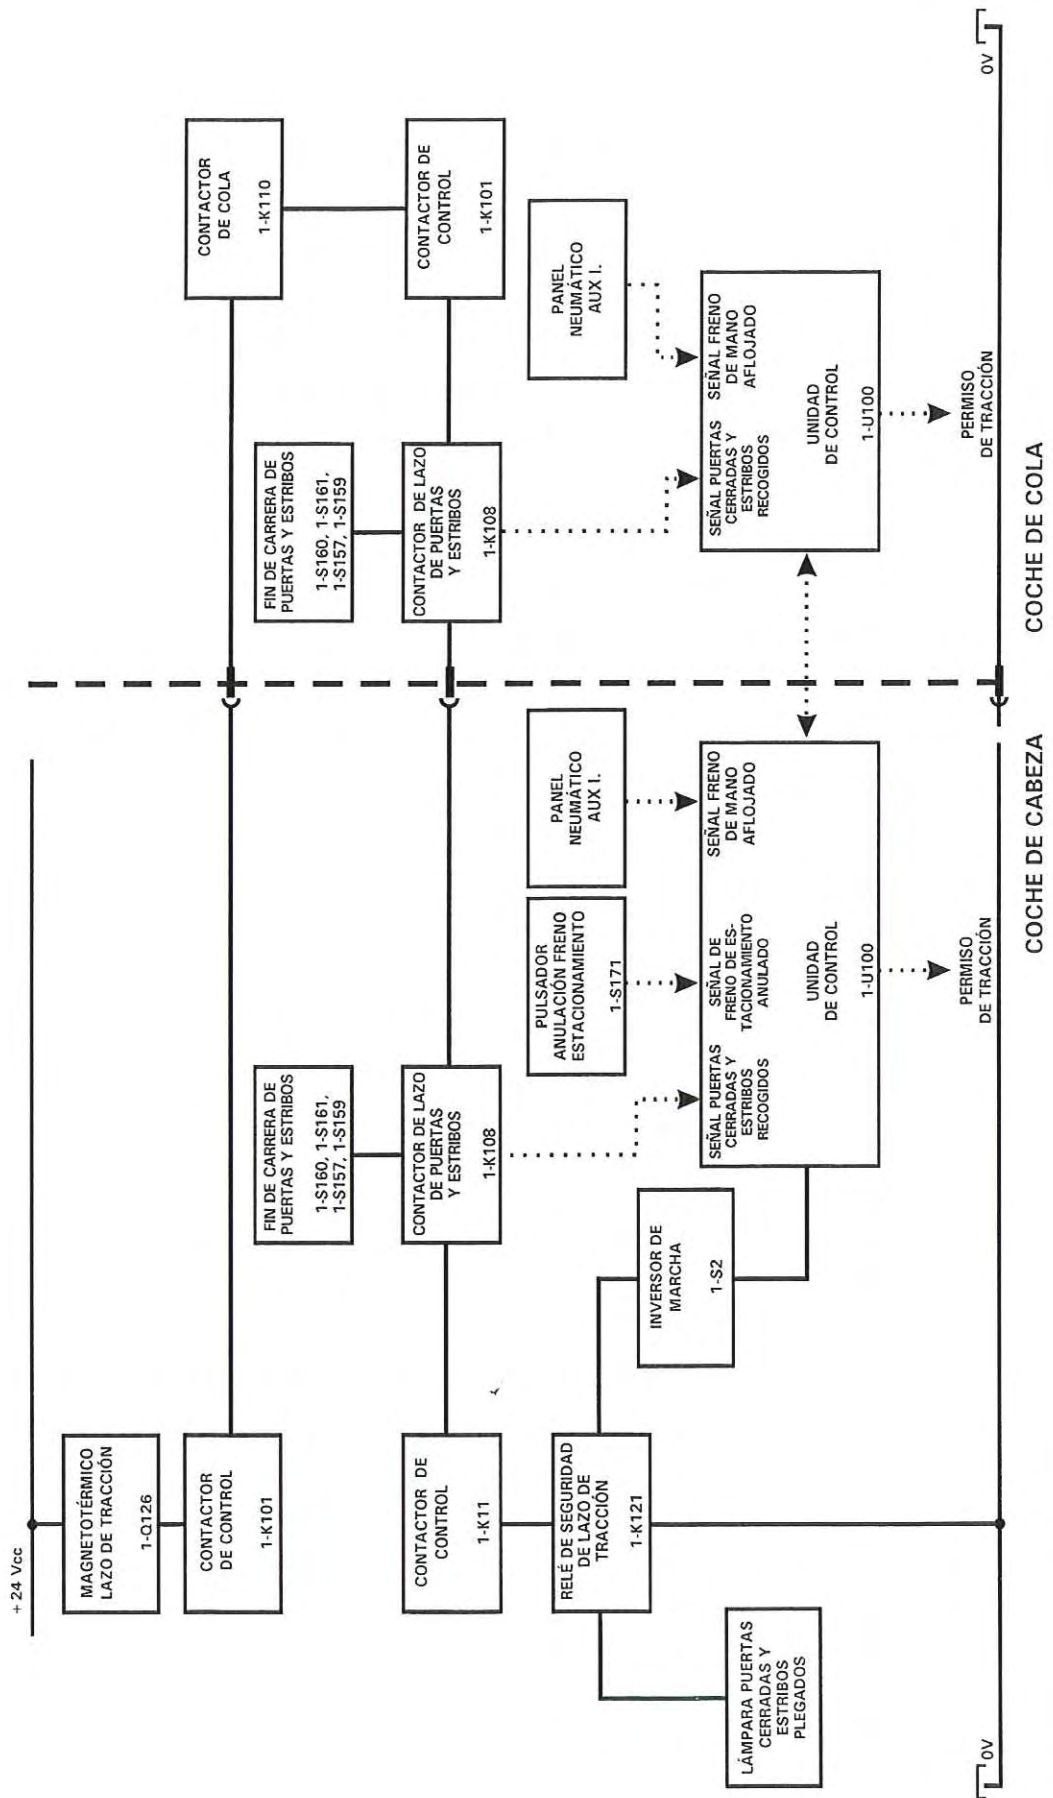 + 24 Vcc
MAGNETOTÉRMICO
LAZO DE TRACCIÓN
1-Q126
CONTACTOR
DE CONTROL
1-K101
CONTACTOR
DE COLA
1-K110
FIN DE CARRERA DE
PUERTAS Y ESTRIBOS
1-S160, 1-S161,
1-S157, 1-S159
FIN DE CARRERA DE
PUERTAS Y ESTRIBOS
1-S160, 1-S161,
1-S157, 1-S159
CONTACTOR DE
CONTROL
1-K11
CONTACTOR DE LAZO
DE PUERTAS
Y ESTRIBOS
1-K108
CONTACTOR DE LAZO
DE PUERTAS
Y ESTRIBOS
1-K108
CONTACTOR DE
CONTROL
1-K101
RELÉ DE SEGURIDAD
DE LAZO DE
TRACCIÓN
1-K121
PULSADOR
ANULACIÓN FRENO
ESTACIONAMIENTO
1-S171
PANEL
NEUMÁTICO
AUX I.
PANEL
NEUMÁTICO
AUX I.
INVERSOR DE
MARCHA
1-S2
LÁMPARA PUERTAS
CERRADAS Y
ESTRIBOS
PLEGADOS
SEÑAL PUERTAS
CERRADAS Y
ESTRIBOS
RECOGIDOS
SEÑAL DE
FRENO DE ES-
TACIONAMIENTO
ANULADO
SEÑAL FRENO
DE MANO
AFLOJADO
UNIDAD
DE CONTROL
1-U100
SEÑAL PUERTAS
CERRADAS Y
ESTRIBOS
RECOGIDOS
SEÑAL FRENO
DE MANO
AFLOJADO
UNIDAD
DE CONTROL
1-U100
PERMISO
DE TRACCIÓN
PERMISO
DE TRACCIÓN
0V
0V
COCHE DE CABEZA
COCHE DE COLA